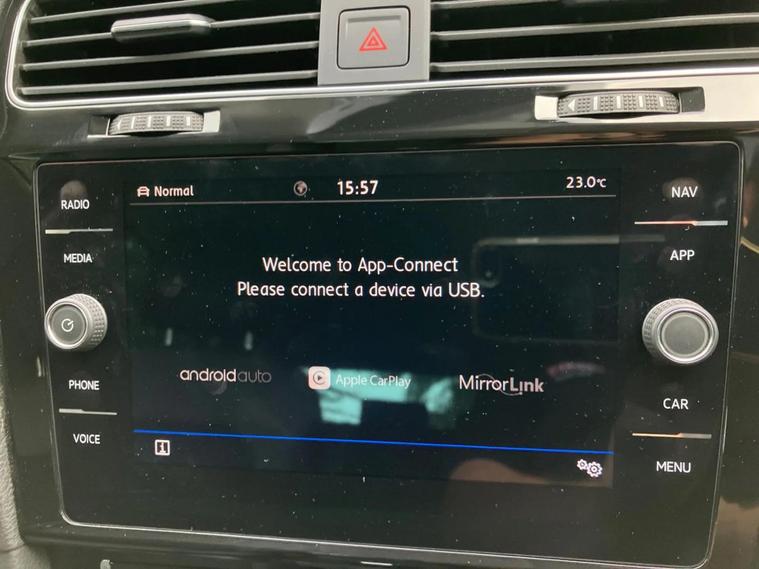 Normal
15:57
23.0°C
RADIO
NAV
MEDIA
APP
Welcome to App-Connect
Please connect a device via USB.
androidauto
Apple CarPlay
MirrorLink
PHONE
CAR
VOICE
MENU
i